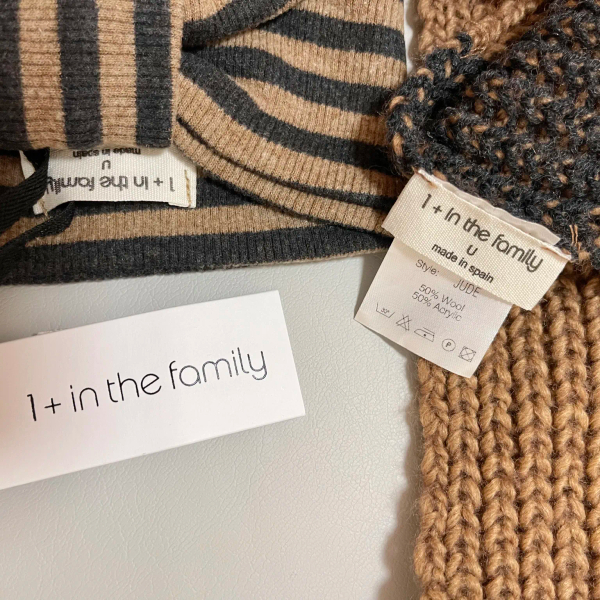 1 + in the family
U
made in spain
1 + in the family
U
made in spain
Style: JUDE
50% Wool
50% Acrylic
P
1 + in the family